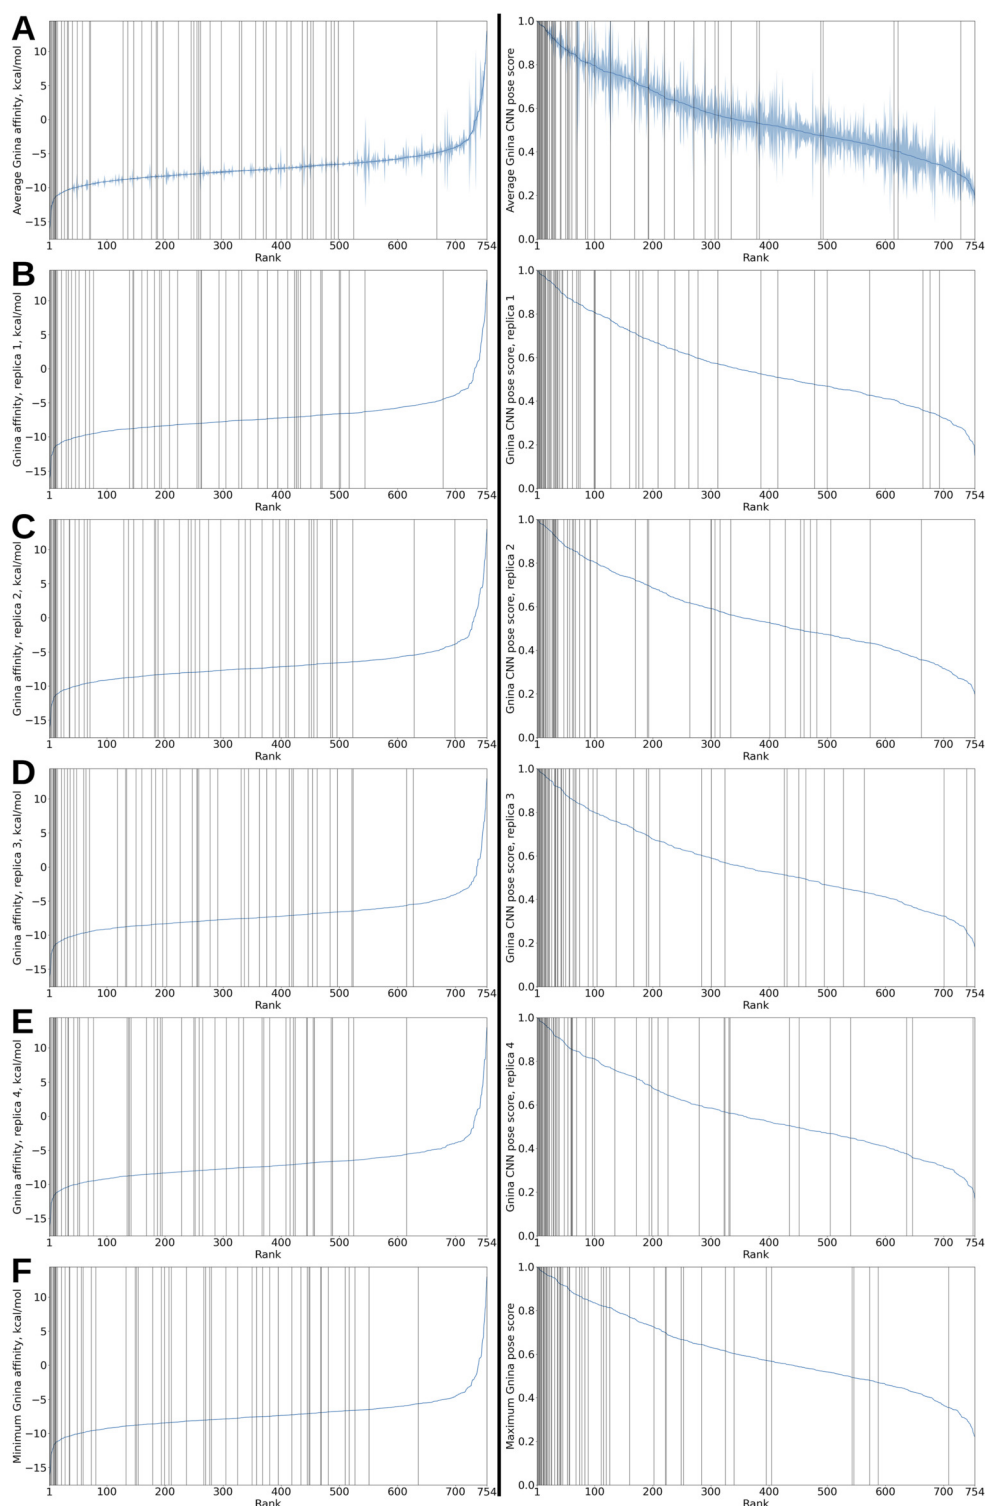 A
Average Gnina affinity, kcal/mol
10
5
0
−5
−10
−15
1 100 200 300 400 500 600 700 754
Rank
Average Gnina CNN pose score
1.0
0.8
0.6
0.4
0.2
0.0
1 100 200 300 400 500 600 700 754
Rank
B
Gnina affinity, replica 1, kcal/mol
10
5
0
−5
−10
−15
1 100 200 300 400 500 600 700 754
Rank
Gnina CNN pose score, replica 1
1.0
0.8
0.6
0.4
0.2
0.0
1 100 200 300 400 500 600 700 754
Rank
C
Gnina affinity, replica 2, kcal/mol
10
5
0
−5
−10
−15
1 100 200 300 400 500 600 700 754
Rank
Gnina CNN pose score, replica 2
1.0
0.8
0.6
0.4
0.2
0.0
1 100 200 300 400 500 600 700 754
Rank
D
Gnina affinity, replica 3, kcal/mol
10
5
0
−5
−10
−15
1 100 200 300 400 500 600 700 754
Rank
Gnina CNN pose score, replica 3
1.0
0.8
0.6
0.4
0.2
0.0
1 100 200 300 400 500 600 700 754
Rank
E
Gnina affinity, replica 4, kcal/mol
10
5
0
−5
−10
−15
1 100 200 300 400 500 600 700 754
Rank
Gnina CNN pose score, replica 4
1.0
0.8
0.6
0.4
0.2
0.0
1 100 200 300 400 500 600 700 754
Rank
F
Minimum Gnina affinity, kcal/mol
10
5
0
−5
−10
−15
1 100 200 300 400 500 600 700 754
Rank
Maximum Gnina pose score
1.0
0.8
0.6
0.4
0.2
0.0
1 100 200 300 400 500 600 700 754
Rank